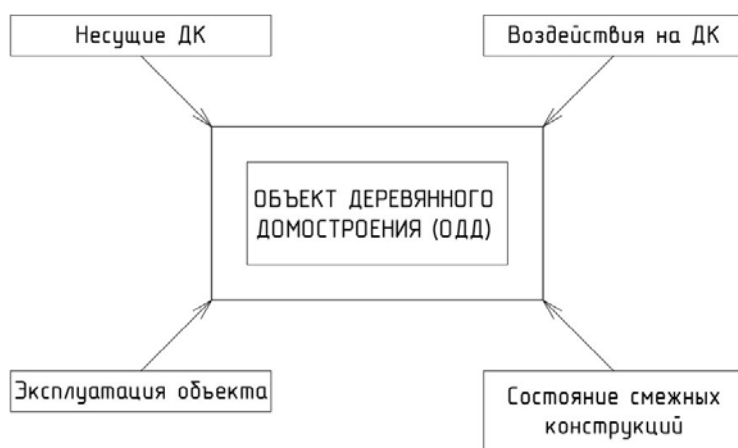 Несущие ДК
Воздействия на ДК
ОБЪЕКТ ДЕРЕВЯННОГО
ДОМОСТРОЕНИЯ (ОДД)
Эксплуатация объекта
Состояние смежных
конструкций